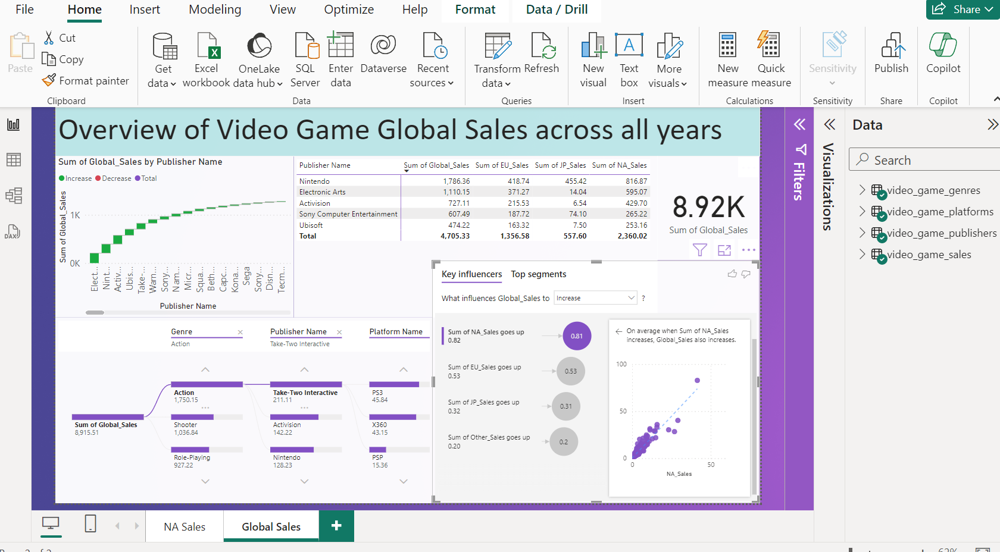 File Home Insert Modeling View Optimize Help Format Data / Drill Share
Paste
Cut
Copy
Format painter
Clipboard
Get data
Excel workbook
OneLake data hub
SQL Server
Enter data
Dataverse
Recent sources
Data
Transform data
Refresh
Queries
New visual
Text box
More visuals
Insert
New measure
Quick measure
Calculations
Sensitivity
Sensitivity
Publish
Share
Copilot
Copilot
DAX
Overview of Video Game Global Sales across all years
Sum of Global_Sales by Publisher Name
Increase Decrease Total
Sum of Global_Sales
1K
0K
Elect... Nint... Activ... Ubis... Take-... Warn... Sony... Nam... Micr... Squa... Beth... Capc... Kona... Sega Sony... Disn... Tecm...
Publisher Name
Publisher Name Sum of Global_Sales Sum of EU_Sales Sum of JP_Sales Sum of NA_Sales
Nintendo 1,786.36 418.74 455.42 816.87
Electronic Arts 1,110.15 371.27 14.04 595.07
Activision 727.11 215.53 6.54 429.70
Sony Computer Entertainment 607.49 187.72 74.10 265.22
Ubisoft 474.22 163.32 7.50 253.16
Total 4,705.33 1,356.58 557.60 2,360.02
8.92K
Sum of Global_Sales
Genre Publisher Name Platform Name
Action Take-Two Interactive
Sum of Global_Sales
8,915.51
Action
1,750.15
Shooter
1,036.84
Role-Playing
927.22
Take-Two Interactive
211.11
Activision
142.22
Nintendo
128.23
PS3
45.84
X360
43.15
PSP
15.36
Key influencers Top segments
What influences Global_Sales to Increase ?
Sum of NA_Sales goes up
0.82
0.81
Sum of EU_Sales goes up
0.53
0.53
Sum of JP_Sales goes up
0.32
0.31
Sum of Other_Sales goes up
0.20
0.2
On average when Sum of NA_Sales
increases, Global_Sales also increases.
100
50
0
0 50
NA_Sales
Filters
Visualizations
Data
Search
video_game_genres
video_game_platforms
video_game_publishers
video_game_sales
NA Sales Global Sales